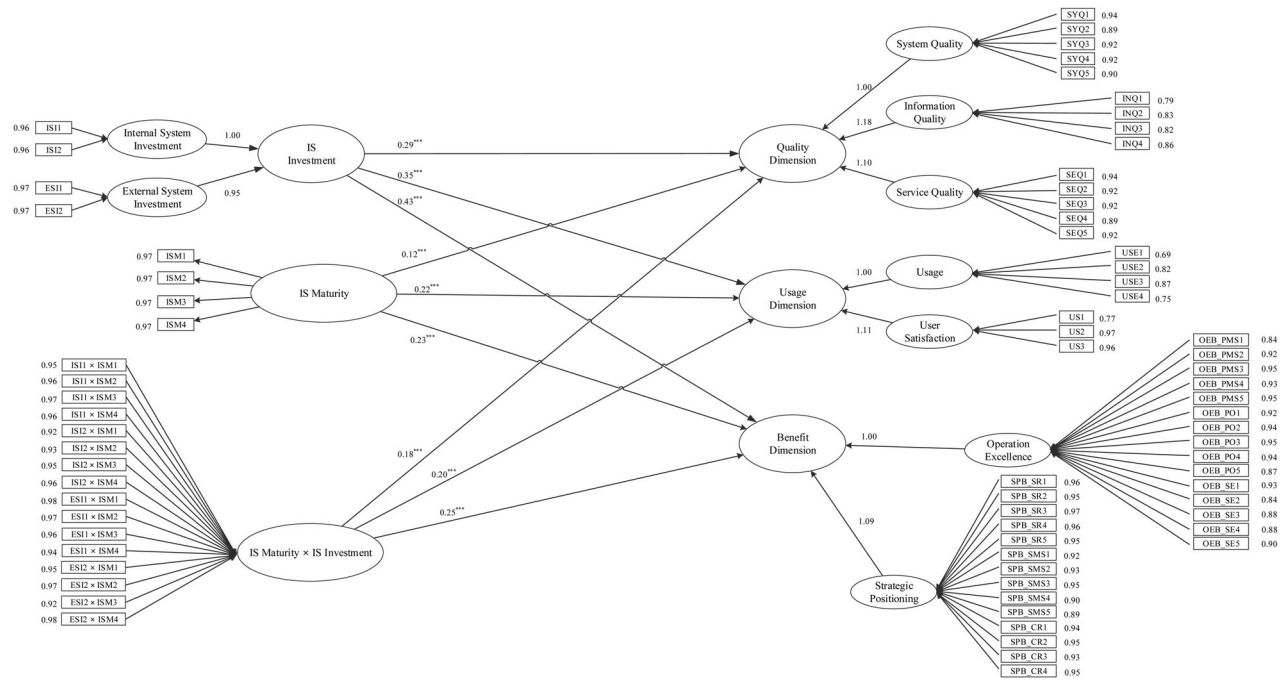 0.96 ISI1
0.96 ISI2
Internal System
Investment
1.00
0.97 ESI1
0.97 ESI2
External System
Investment
0.95
IS
Investment
0.29***
0.35***
0.43***
0.97 ISM1
0.97 ISM2
0.97 ISM3
0.97 ISM4
IS Maturity
0.12***
0.22***
0.23***
0.95 ISI1 × ISM1
0.96 ISI1 × ISM2
0.97 ISI1 × ISM3
0.96 ISI1 × ISM4
0.92 ISI2 × ISM1
0.93 ISI2 × ISM2
0.95 ISI2 × ISM3
0.96 ISI2 × ISM4
0.98 ESI1 × ISM1
0.97 ESI1 × ISM2
0.96 ESI1 × ISM3
0.94 ESI1 × ISM4
0.95 ESI2 × ISM1
0.97 ESI2 × ISM2
0.92 ESI2 × ISM3
0.98 ESI2 × ISM4
IS Maturity × IS Investment
0.18***
0.20***
0.25***
Quality
Dimension
1.00
1.18
1.10
System Quality
SYQ1 0.94
SYQ2 0.89
SYQ3 0.92
SYQ4 0.92
SYQ5 0.90
Information
Quality
INQ1 0.79
INQ2 0.83
INQ3 0.82
INQ4 0.86
Service Quality
SEQ1 0.94
SEQ2 0.92
SEQ3 0.92
SEQ4 0.89
SEQ5 0.92
Usage
Dimension
1.00
1.11
Usage
USE1 0.69
USE2 0.82
USE3 0.87
USE4 0.75
User
Satisfaction
US1 0.77
US2 0.97
US3 0.96
Benefit
Dimension
1.00
1.09
Operation
Excellence
OEB_PMS1 0.84
OEB_PMS2 0.92
OEB_PMS3 0.95
OEB_PMS4 0.93
OEB_PMS5 0.95
OEB_PO1 0.92
OEB_PO2 0.94
OEB_PO3 0.95
OEB_PO4 0.94
OEB_PO5 0.87
OEB_SE1 0.93
OEB_SE2 0.84
OEB_SE3 0.88
OEB_SE4 0.88
OEB_SE5 0.90
Strategic
Positioning
SPB_SR1 0.96
SPB_SR2 0.95
SPB_SR3 0.97
SPB_SR4 0.96
SPB_SR5 0.95
SPB_SMS1 0.92
SPB_SMS2 0.93
SPB_SMS3 0.95
SPB_SMS4 0.90
SPB_SMS5 0.89
SPB_CR1 0.94
SPB_CR2 0.95
SPB_CR3 0.93
SPB_CR4 0.95